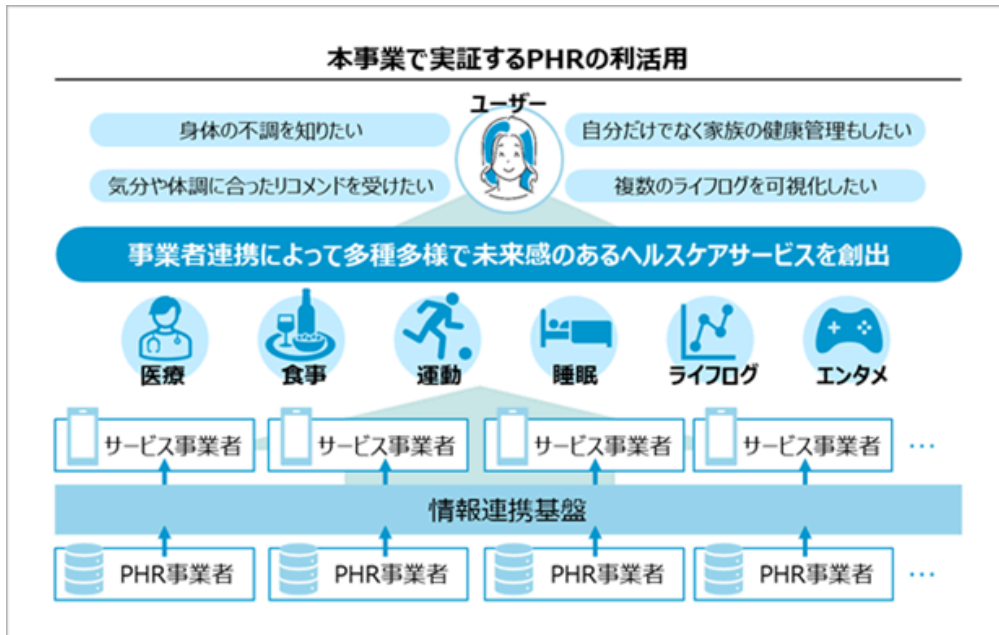 本事業で実証するPHRの利活用
ユーザー
身体の不調を知りたい
自分だけでなく家族の健康管理もしたい
気分や体調に合ったリコメンドを受けたい
複数のライフログを可視化したい
事業者連携によって多種多様で未来感のあるヘルスケアサービスを創出
医療
食事
運動
睡眠
ライフログ
エンタメ
サービス事業者
サービス事業者
サービス事業者
サービス事業者
…
情報連携基盤
PHR事業者
PHR事業者
PHR事業者
PHR事業者
…